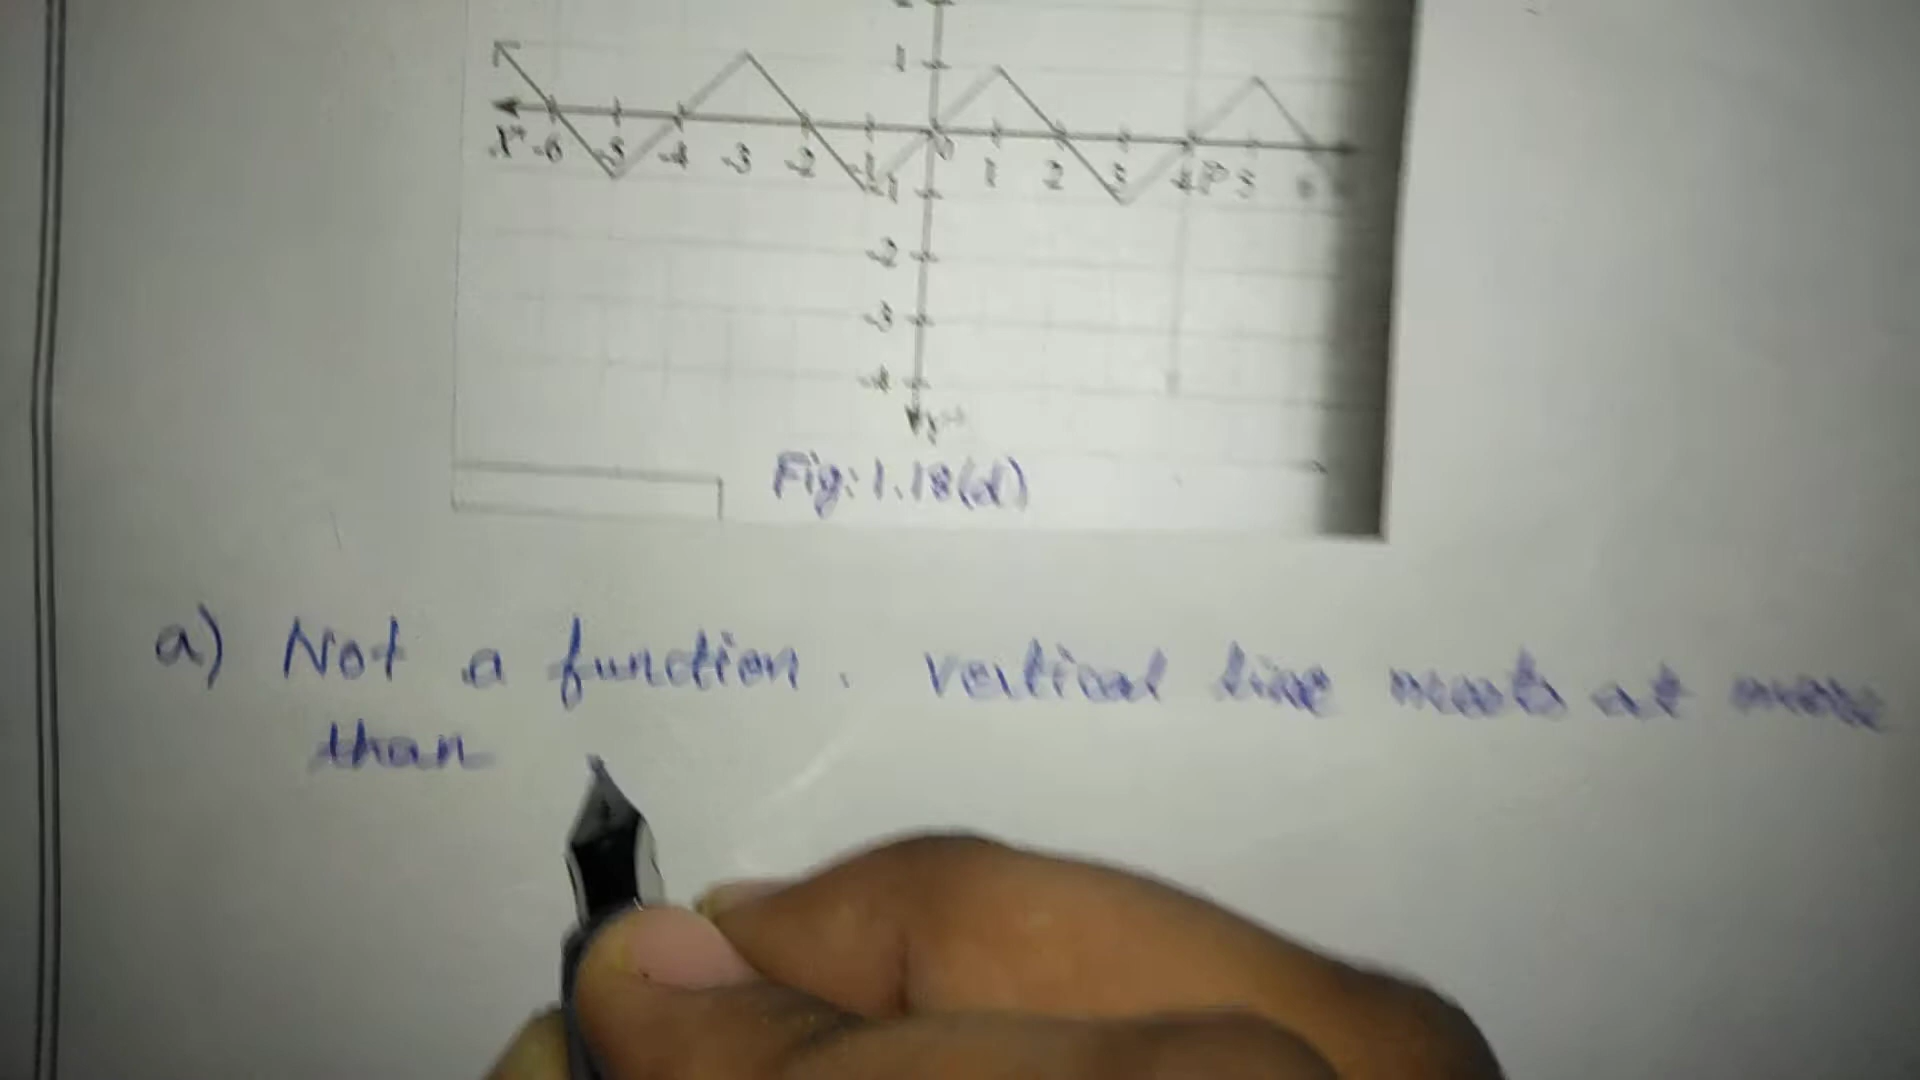 1
-6 -5 -4 -3 -2 -1 0 1 2 3 4 P 5 6
-1
-2
-3
-4
Fig: 1.18(d)
a) Not a function. vertical line meets at more
than